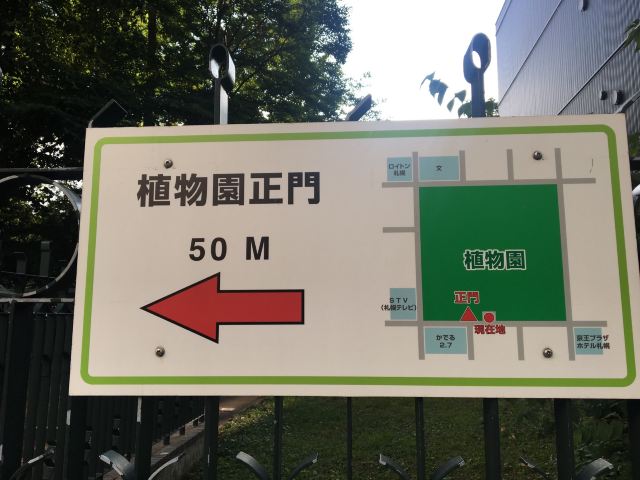 植物園正門
50 M
ロイトン
札幌
文
植物園
STV
(札幌テレビ)
正門
現在地
かでる
2.7
京王プラザ
ホテル札幌